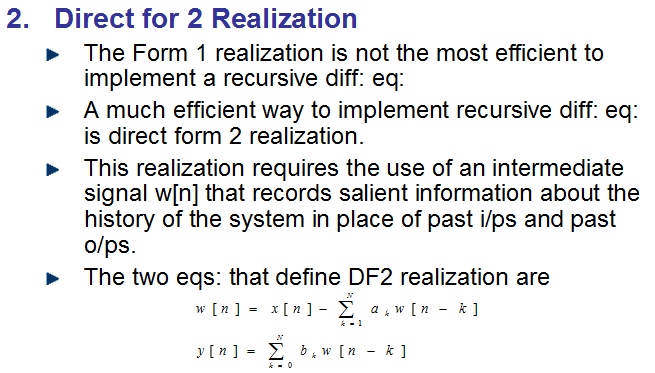 2. Direct for 2 Realization
► The Form 1 realization is not the most efficient to
implement a recursive diff: eq:
► A much efficient way to implement recursive diff: eq:
is direct form 2 realization.
► This realization requires the use of an intermediate
signal w[n] that records salient information about the
history of the system in place of past i/ps and past
o/ps.
► The two eqs: that define DF2 realization are
w [ n ] = x [ n ] − ∑_{k = 1}^{N} a_k w [ n − k ]
y [ n ] = ∑_{k = 0}^{N} b_k w [ n − k ]